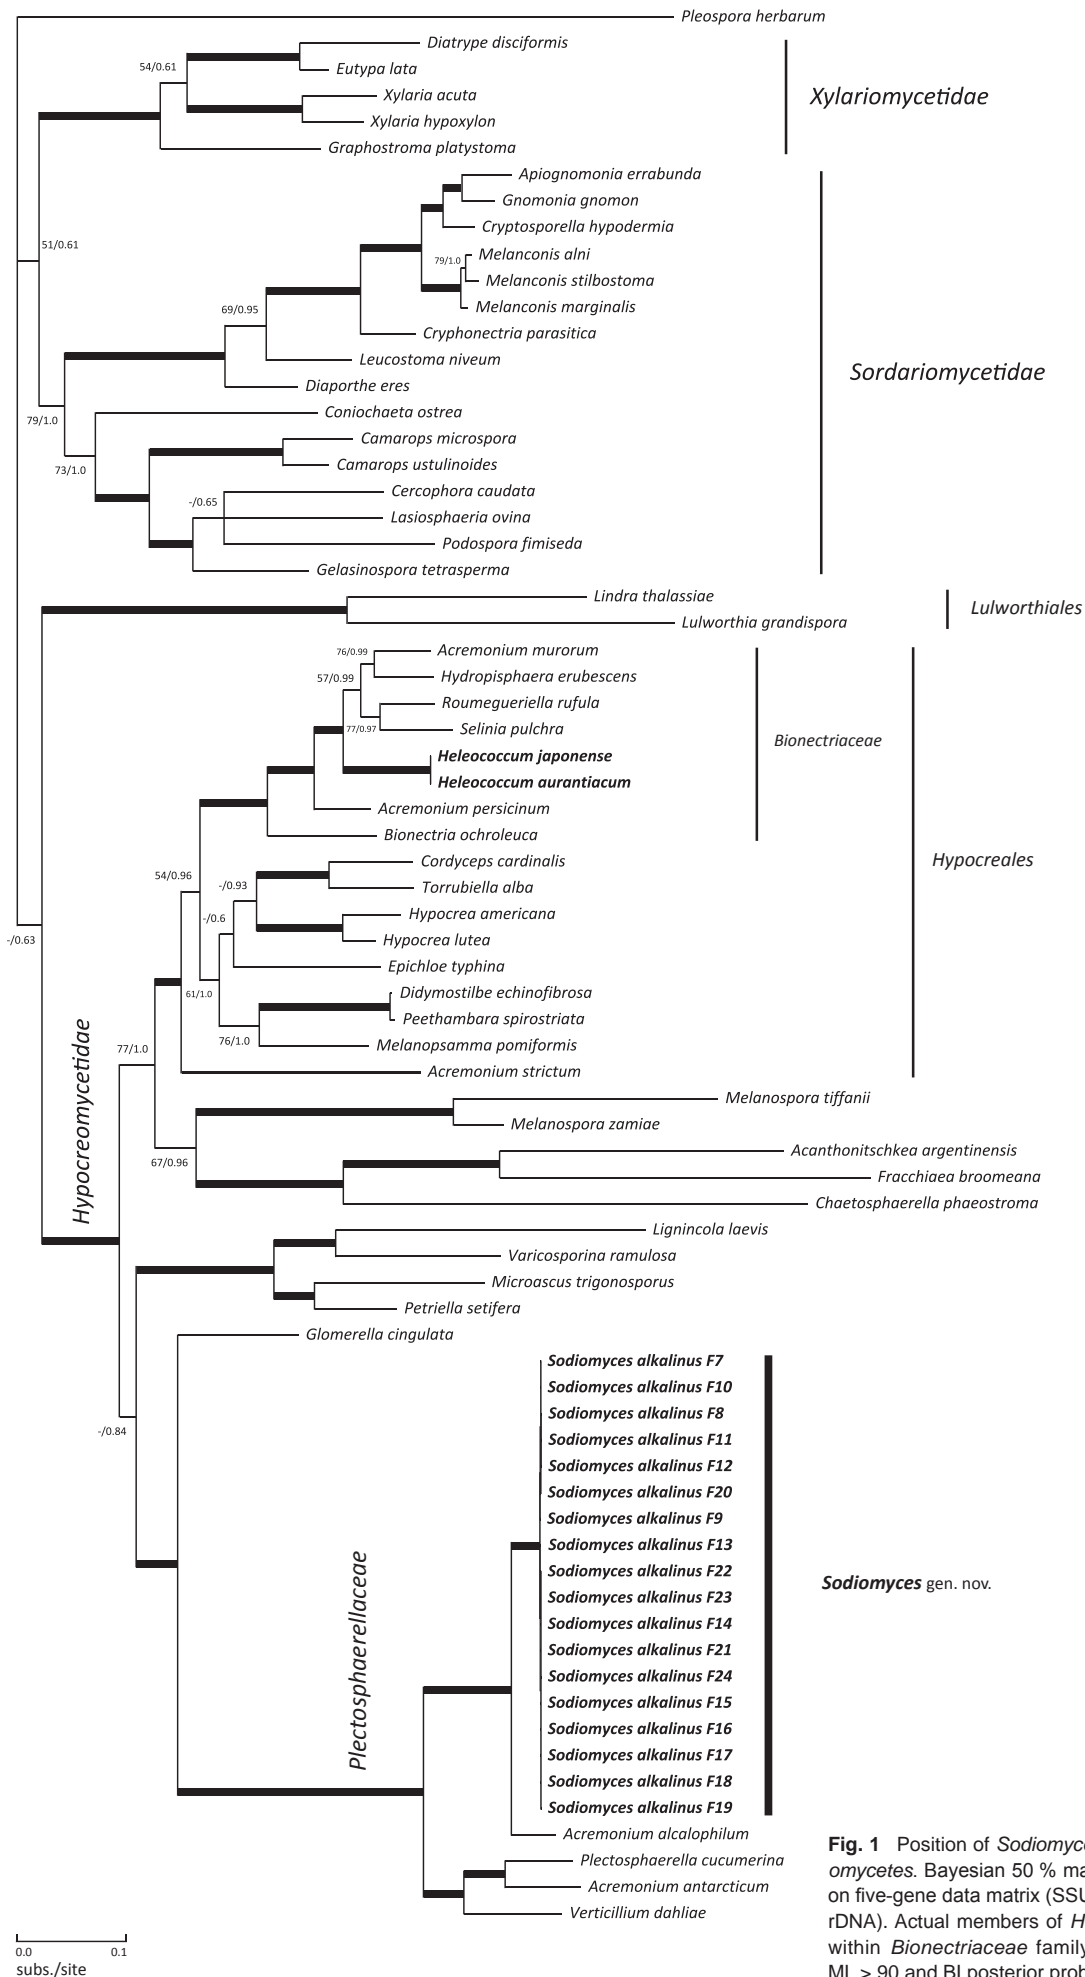 Pleospora herbarum
Diatrype disciformis
54/0.61
Eutypa lata
Xylaria acuta
Xylariomycetidae
Xylaria hypoxylon
Graphostroma platystoma
Apiognomonia errabunda
Gnomonia gnomon
Cryptosporella hypodermia
51/0.61
Melanconis alni
79/1.0
Melanconis stilbostoma
Melanconis marginalis
69/0.95
Cryphonectria parasitica
Leucostoma niveum
Sordariomycetidae
Diaporthe eres
Coniochaeta ostrea
79/1.0
Camarops microspora
Camarops ustulinoides
73/1.0
Cercophora caudata
-/0.65
Lasiosphaeria ovina
Podospora fimiseda
Gelasinospora tetrasperma
Lindra thalassiae
Lulworthiales
Lulworthia grandispora
Acremonium murorum
76/0.99
Hydropisphaera erubescens
57/0.99
Roumegueriella rufula
Selinia pulchra
77/0.97
Bionectriaceae
Heleococcum japonense
Heleococcum aurantiacum
Acremonium persicinum
Bionectria ochroleuca
Hypocreales
Cordyceps cardinalis
54/0.96
Torrubiella alba
-/0.93
Hypocrea americana
-/0.6
Hypocrea lutea
-/0.63
Epichloe typhina
Didymostilbe echinofibrosa
61/1.0
Peethambara spirostriata
76/1.0
Melanopsamma pomiformis
77/1.0
Acremonium strictum
Hypocreomycetidae
Melanospora tiffanii
Melanospora zamiae
Acanthonitschkea argentinensis
67/0.96
Fracchiaea broomeana
Chaetosphaerella phaeostroma
Lignincola laevis
Varicosporina ramulosa
Microascus trigonosporus
Petriella setifera
Glomerella cingulata
Sodiomyces alkalinus F7
Sodiomyces alkalinus F10
Sodiomyces alkalinus F8
-/0.84
Sodiomyces alkalinus F11
Sodiomyces alkalinus F12
Sodiomyces alkalinus F20
Sodiomyces alkalinus F9
Sodiomyces alkalinus F13
Sodiomyces alkalinus F22
Sodiomyces gen. nov.
Sodiomyces alkalinus F23
Sodiomyces alkalinus F14
Sodiomyces alkalinus F21
Plectosphaerellaceae
Sodiomyces alkalinus F24
Sodiomyces alkalinus F15
Sodiomyces alkalinus F16
Sodiomyces alkalinus F17
Sodiomyces alkalinus F18
Sodiomyces alkalinus F19
Acremonium alcalophilum
Plectosphaerella cucumerina
Acremonium antarcticum
Verticillium dahliae
0.0 0.1
subs./site
Fig. 1 Position of Sodiomyc
omycetes. Bayesian 50 % ma
on five-gene data matrix (SSU
rDNA). Actual members of H
within Bionectriaceae family
ML > 90 and BI posterior prob